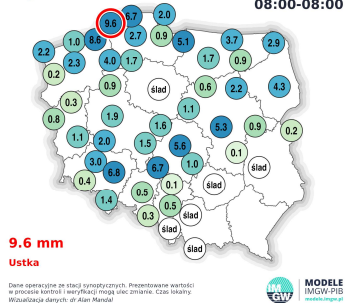 08:00-08:00
9.6 6.7 2.0
1.0 8.6 2.7 0.9 5.1 3.7 2.9
2.2 2.3 4.0 1.7 1.7 0.9
0.2 0.9 ślad 0.6 2.2 4.3
0.3 1.1
0.8 1.9 1.6 5.3 0.9 0.2
1.1 2.0 1.5 5.6 0.1
3.0 6.7 1.0 ślad
0.4 6.8 0.1 ślad
1.4 0.5 0.5
0.3 ślad
ślad
ślad
9.6 mm
Ustka
Dane operacyjne ze stacji synoptycznych. Prezentowane wartości
w procesie kontroli i weryfikacji mogą ulec zmianie. Czas lokalny.
Wizualizacja danych: dr Alan Mandal
IM
GW
MODELE
IMGW-PIB